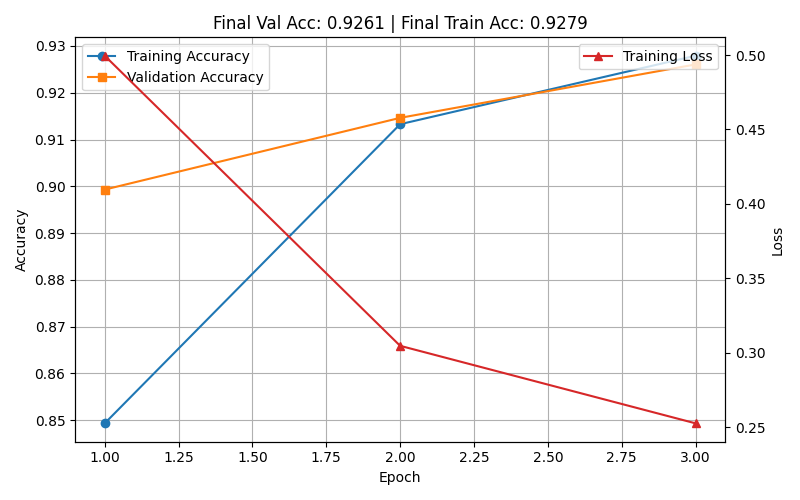 Final Val Acc: 0.9261 | Final Train Acc: 0.9279
Training Accuracy
Validation Accuracy
Training Loss
0.93
0.92
0.91
0.90
0.89
0.88
0.87
0.86
0.85
Accuracy
0.50
0.45
0.40
0.35
0.30
0.25
Loss
1.00 1.25 1.50 1.75 2.00 2.25 2.50 2.75 3.00
Epoch